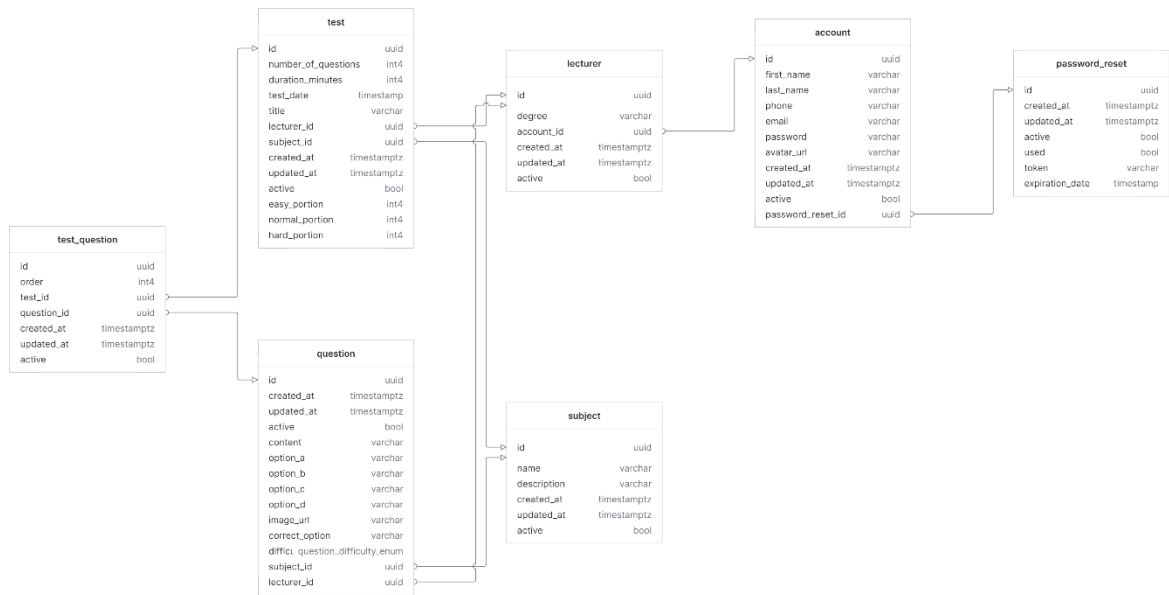 test
id uuid
number_of_questions int4
duration_minutes int4
test_date timestamp
title varchar
lecturer_id uuid
subject_id uuid
created_at timestamptz
updated_at timestamptz
active bool
easy_portion int4
normal_portion int4
hard_portion int4
lecturer
id uuid
degree varchar
account_id uuid
created_at timestamptz
updated_at timestamptz
active bool
account
id uuid
first_name varchar
last_name varchar
phone varchar
email varchar
password varchar
avatar_url varchar
created_at timestamptz
updated_at timestamptz
active bool
password_reset_id uuid
password_reset
id uuid
created_at timestamptz
updated_at timestamptz
active bool
used bool
token varchar
expiration_date timestamp
test_question
id uuid
order int4
test_id uuid
question_id uuid
created_at timestamptz
updated_at timestamptz
active bool
question
id uuid
created_at timestamptz
updated_at timestamptz
active bool
content varchar
option_a varchar
option_b varchar
option_c varchar
option_d varchar
image_url varchar
correct_option varchar
difficu question_difficulty_enum
subject_id uuid
lecturer_id uuid
subject
id uuid
name varchar
description varchar
created_at timestamptz
updated_at timestamptz
active bool